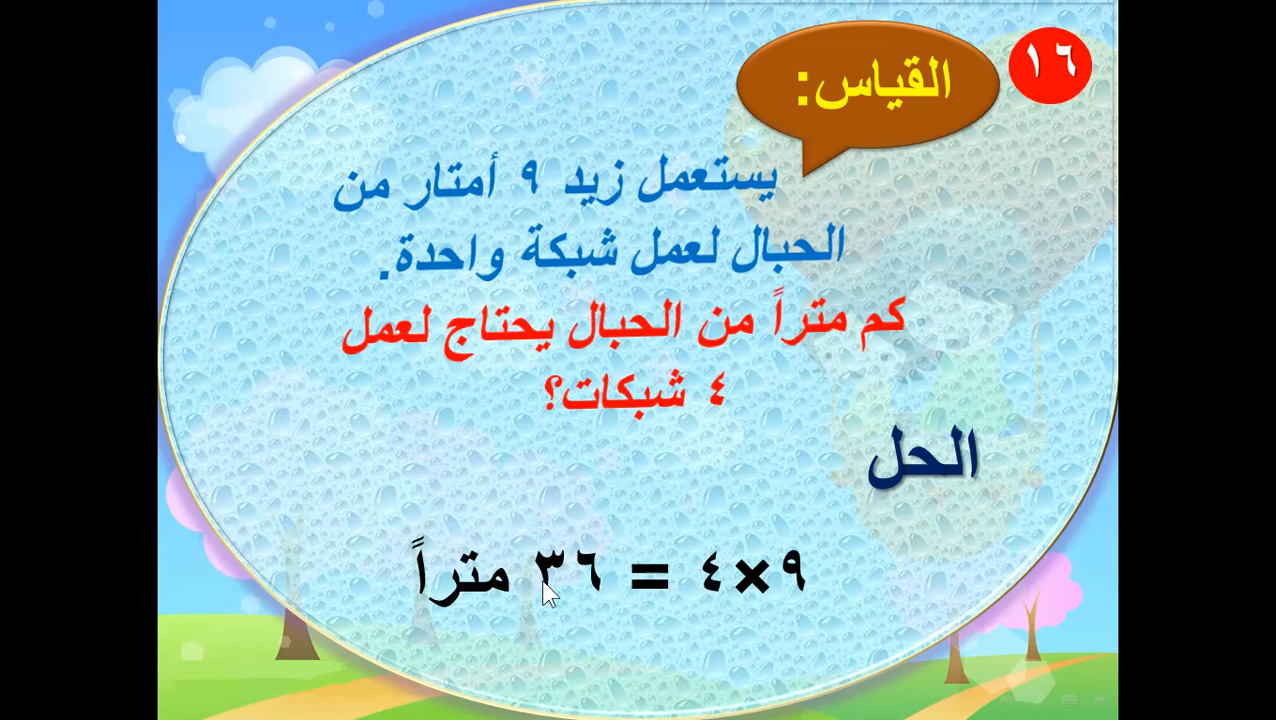 ١٦
القياس:
يستعمل زيد ٩ أمتار من
الحبال لعمل شبكة واحدة.
كم متراً من الحبال يحتاج لعمل
٤ شبكات؟
الحل
٩×٤ = ٣٦ متراً